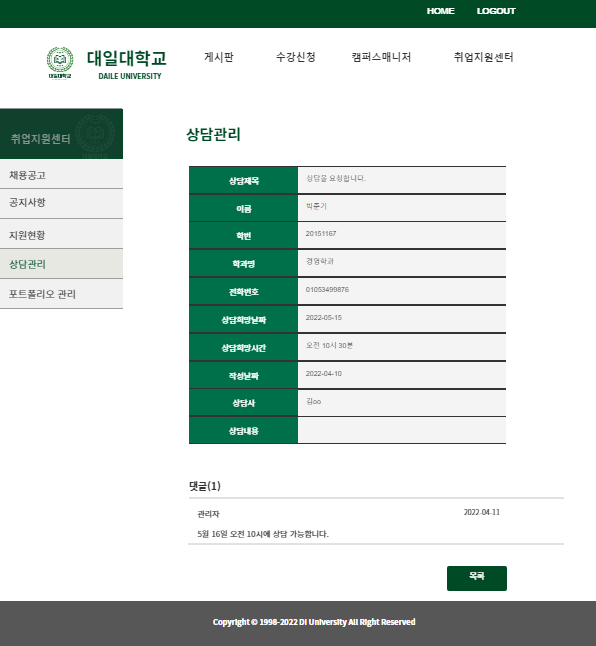 HOME LOGOUT
대일대학교
DAILE UNIVERSITY
게시판 수강신청 캠퍼스매니저 취업지원센터
취업지원센터
채용공고
공지사항
지원현황
상담관리
포트폴리오 관리
상담관리
상담제목 상담을 요청합니다.
이름 박준기
학번 20151167
학과명 경영학과
전화번호 01053499876
상담희망날짜 2022-05-15
상담희망시간 오전 10시 30분
작성날짜 2022-04-10
상담사 김oo
상담내용
댓글(1)
관리자 2022-04-11
5월 16일 오전 10시에 상담 가능합니다.
목록
Copyright © 1998-2022 DI University All Right Reserved